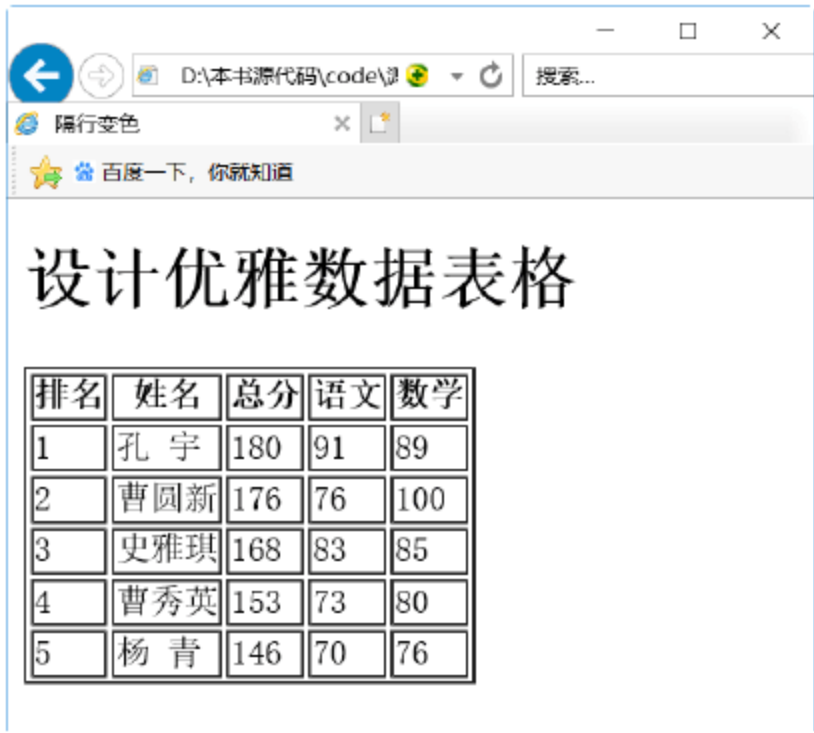 D:\本书源代码\code\
搜索...
隔行变色
百度一下，你就知道
设计优雅数据表格
排名 姓名 总分 语文 数学
1 孔 宇 180 91 89
2 曹圆新 176 76 100
3 史雅琪 168 83 85
4 曹秀英 153 73 80
5 杨 青 146 70 76